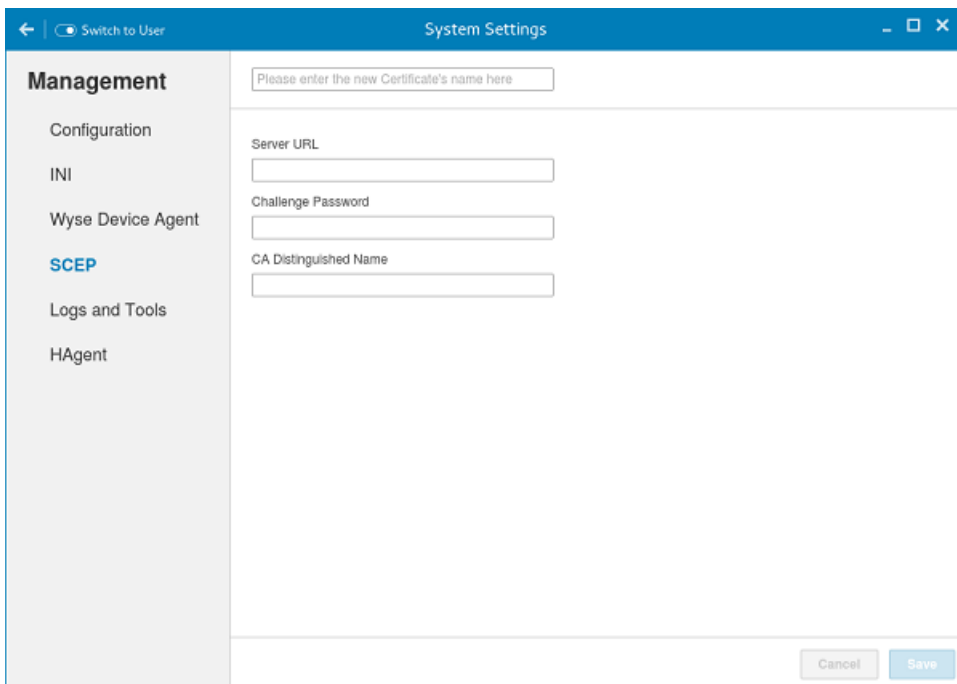 Switch to User
System Settings
Management
Configuration
INI
Wyse Device Agent
SCEP
Logs and Tools
HAgent
Please enter the new Certificate's name here
Server URL
Challenge Password
CA Distinguished Name
Cancel
Save